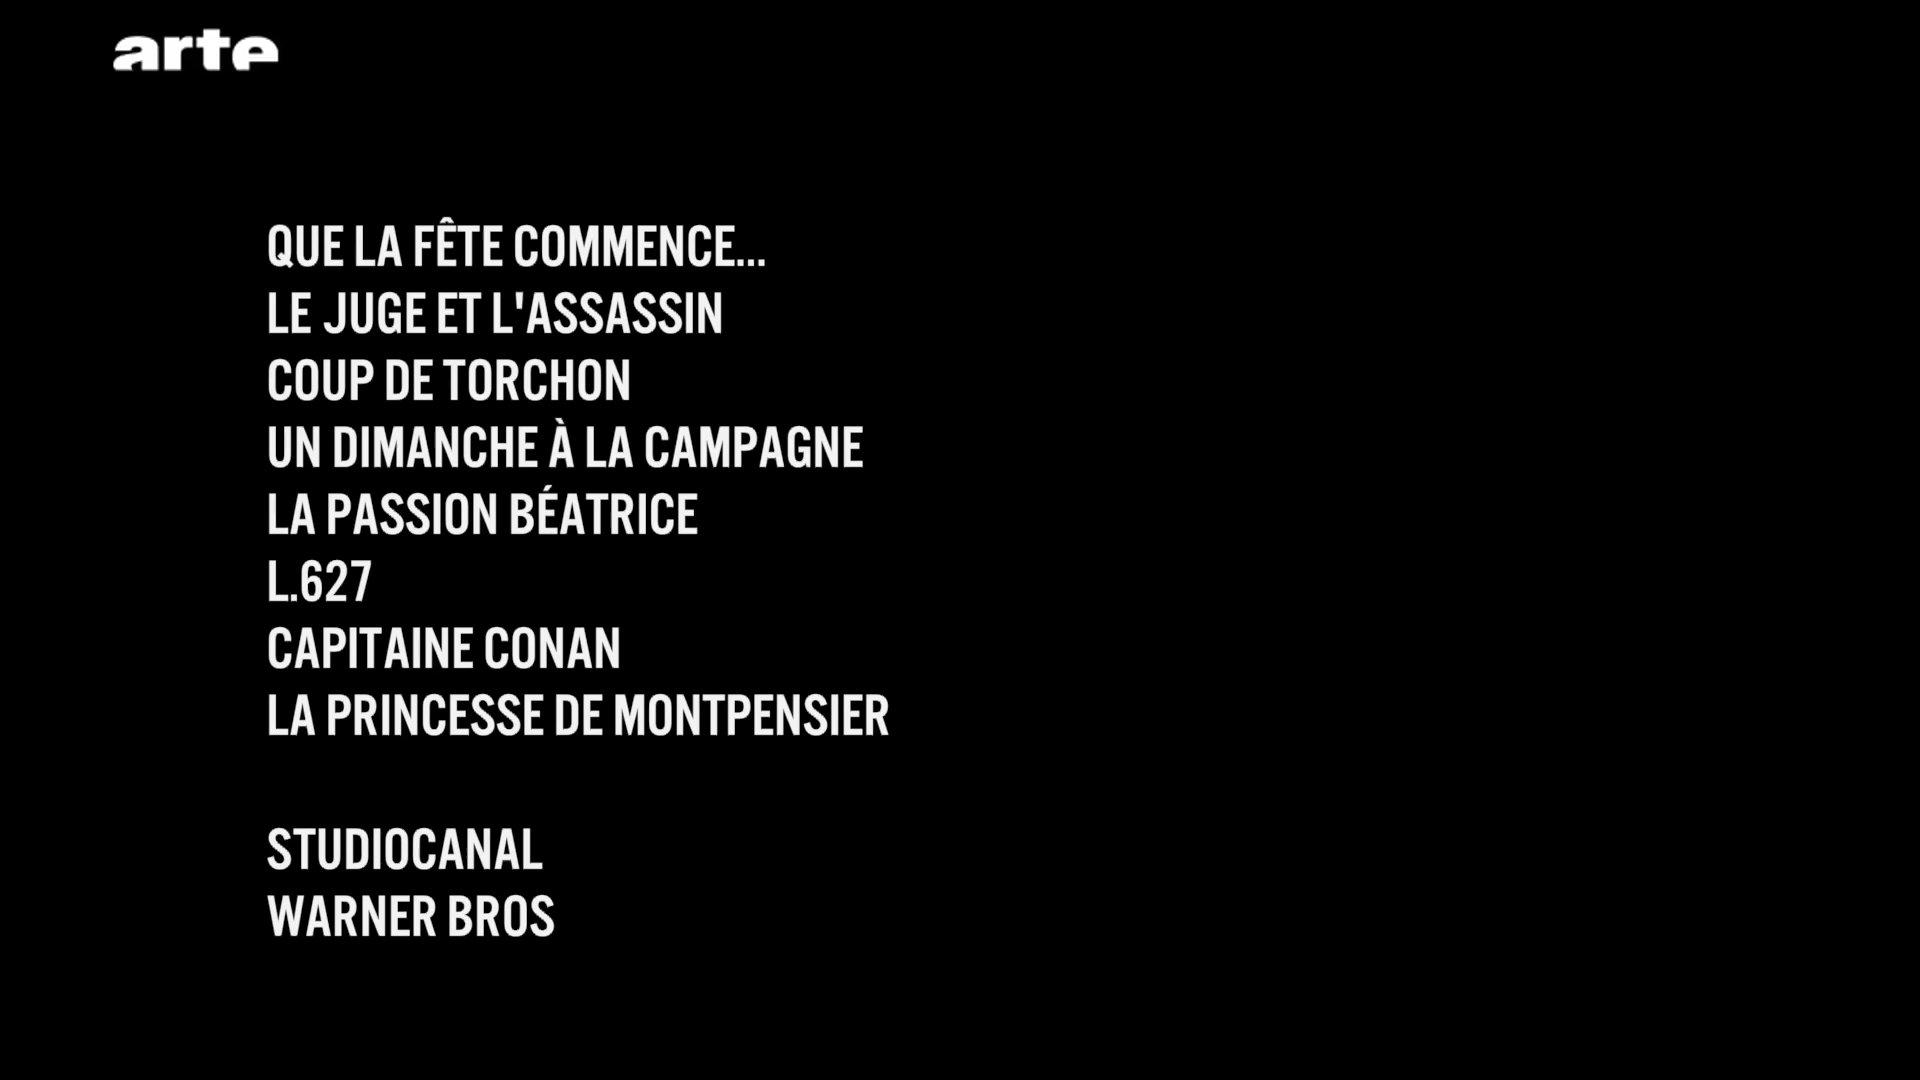 arte
QUE LA FÊTE COMMENCE...
LE JUGE ET L'ASSASSIN
COUP DE TORCHON
UN DIMANCHE À LA CAMPAGNE
LA PASSION BÉATRICE
L.627
CAPITAINE CONAN
LA PRINCESSE DE MONTPENSIER
STUDIOCANAL
WARNER BROS